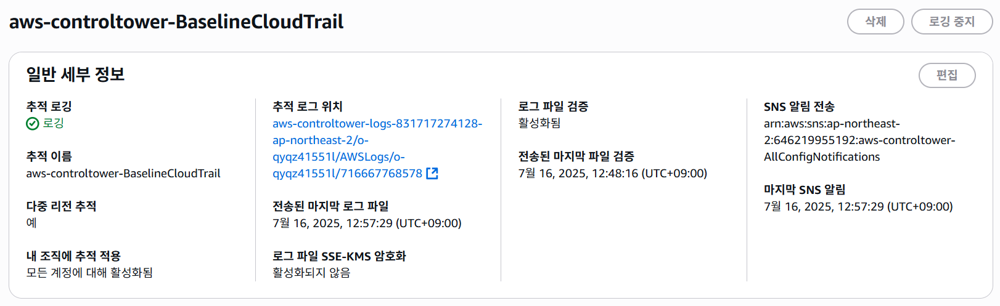 aws-controltower-BaselineCloudTrail
삭제
로깅 중지
일반 세부 정보
편집
추적 로깅
로깅
추적 이름
aws-controltower-BaselineCloudTrail
다중 리전 추적
예
내 조직에 추적 적용
모든 계정에 대해 활성화됨
추적 로그 위치
aws-controltower-logs-831717274128-
ap-northeast-2/o-
qyqz41551l/AWSLogs/o-
qyqz41551l/716667768578
전송된 마지막 로그 파일
7월 16, 2025, 12:57:29 (UTC+09:00)
로그 파일 SSE-KMS 암호화
활성화되지 않음
로그 파일 검증
활성화됨
전송된 마지막 파일 검증
7월 16, 2025, 12:48:16 (UTC+09:00)
SNS 알림 전송
arn:aws:sns:ap-northeast-
2:646219955192:aws-controltower-
AllConfigNotifications
마지막 SNS 알림
7월 16, 2025, 12:57:29 (UTC+09:00)